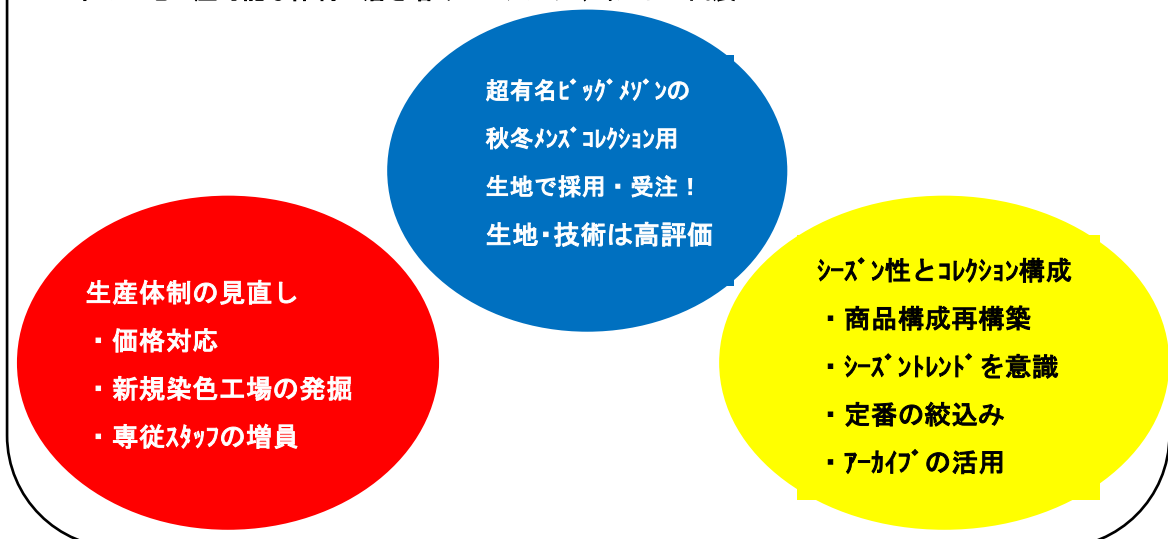 超有名ﾋﾞｯｸﾞﾒｿﾞﾝの
秋冬ﾒﾝｽﾞｺﾚｸｼｮﾝ用
生地で採用・受注！
生地・技術は高評価
生産体制の見直し
・価格対応
・新規染色工場の発掘
・専従ｽﾀｯﾌの増員
ｼｰｽﾞﾝ性とｺﾚｸｼｮﾝ構成
・商品構成再構築
・ｼｰｽﾞﾝﾄﾚﾝﾄﾞを意識
・定番の絞込み
・ｱｰｶｲﾌﾞの活用